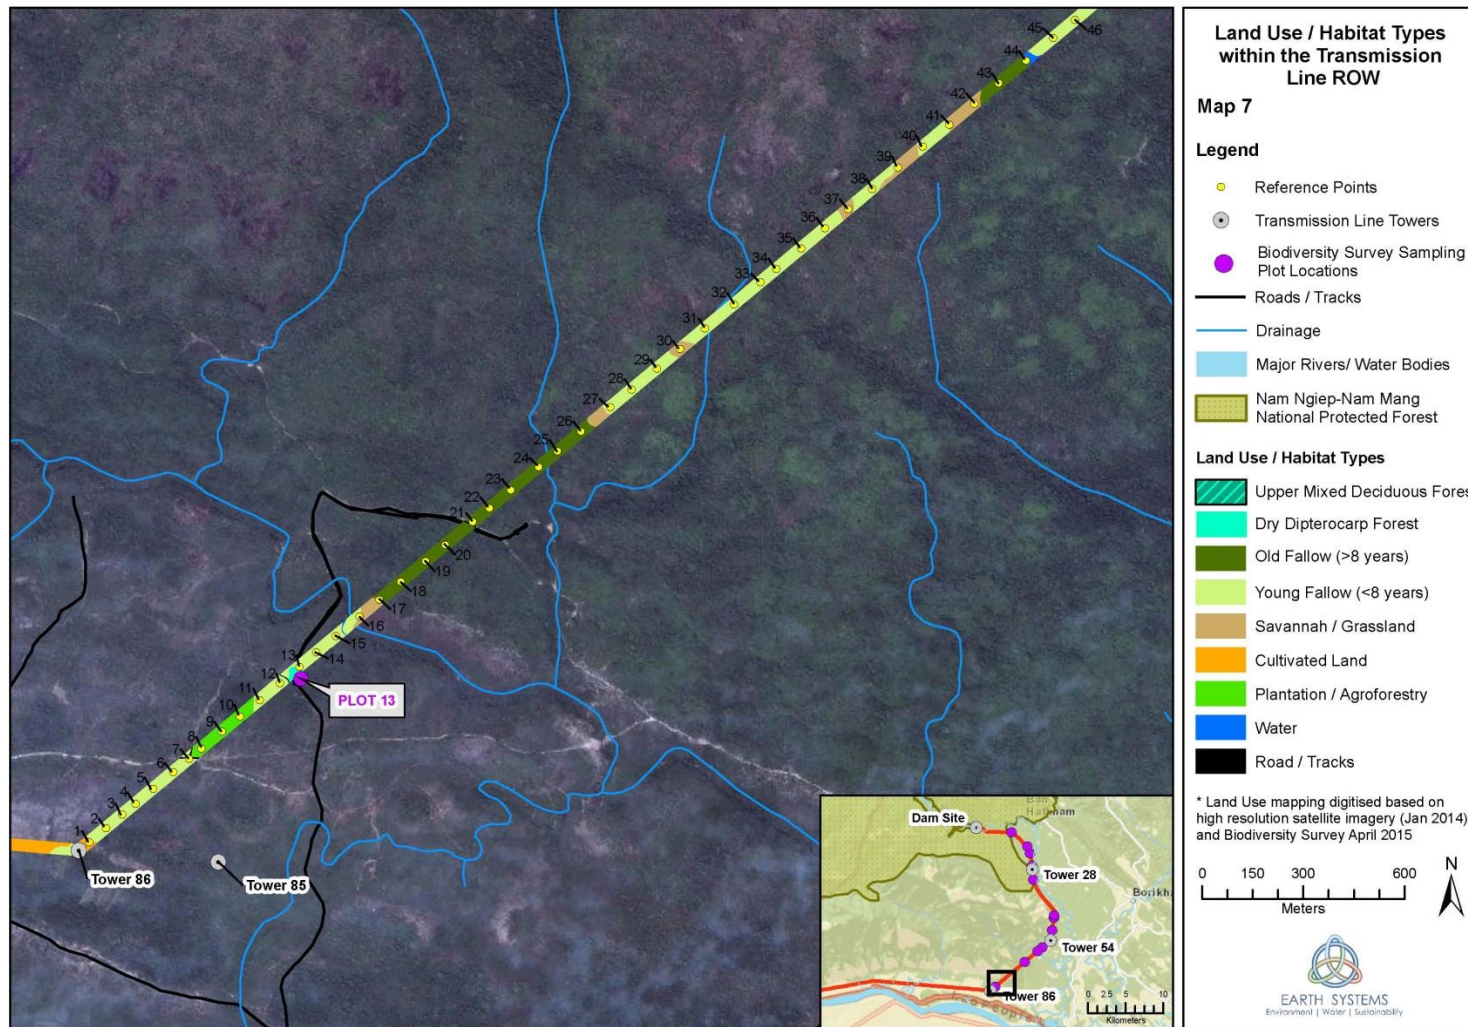 45
46
44
43
42
41
40
39
38
37
36
35
34
33
32
31
30
29
28
27
26
25
24
23
22
21
20
19
18
17
16
15
14
13
12
11
10
9
8
7
6
5
4
3
2
1
PLOT 13
Tower 86
Tower 85
Dam Site
Ban
Tower 28
Borikh
Tower 54
Tower 86
0 2.5 5 10
Kilometers
Land Use / Habitat Types
within the Transmission
Line ROW
Map 7
Legend
Reference Points
Transmission Line Towers
Biodiversity Survey Sampling
Plot Locations
Roads / Tracks
Drainage
Major Rivers/ Water Bodies
Nam Ngiep-Nam Mang
National Protected Forest
Land Use / Habitat Types
Upper Mixed Deciduous Fores
Dry Dipterocarp Forest
Old Fallow (>8 years)
Young Fallow (<8 years)
Savannah / Grassland
Cultivated Land
Plantation / Agroforestry
Water
Road / Tracks
* Land Use mapping digitised based on
high resolution satellite imagery (Jan 2014)
and Biodiversity Survey April 2015
N
0 150 300 600
Meters
EARTH SYSTEMS
Environment | Water | Sustainability